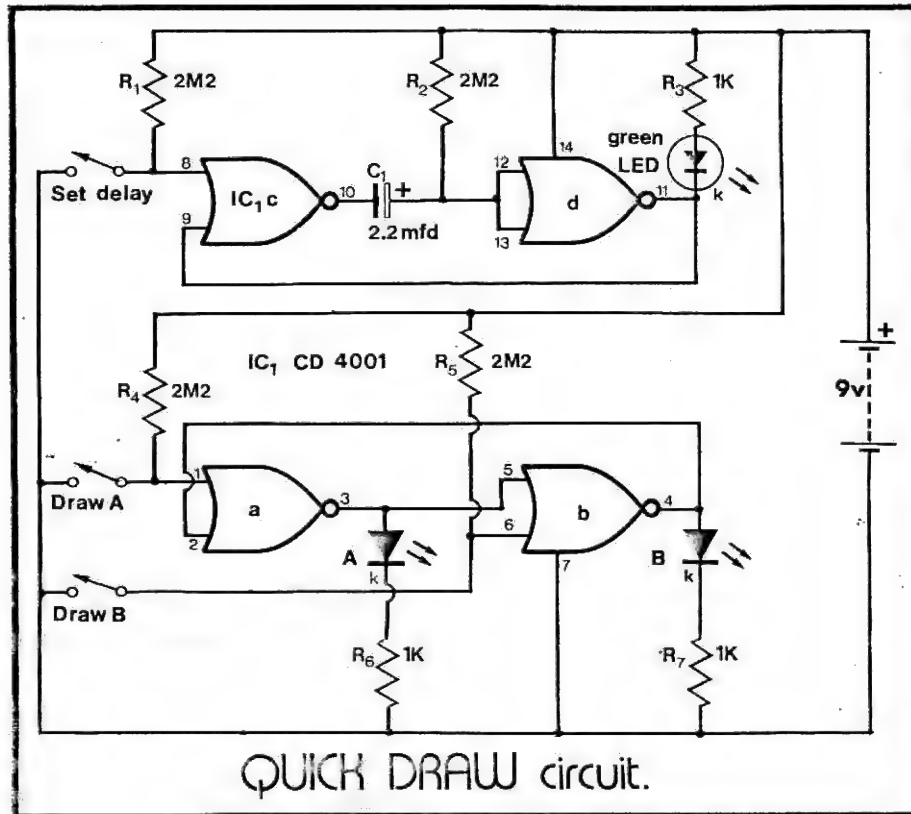 R1 2M2
R2 2M2
R3 1K
green
LED
k
14
Set delay
8
9
IC1 c
10
C1
+
2.2 mfd
12
13
d
11
IC1 CD 4001
R4 2M2
R5 2M2
+
9v
Draw A
1
2
a
3
A
k
5
6
b
4
7
B
k
Draw B
R6 1K
R7 1K
QUICK DRAW circuit.